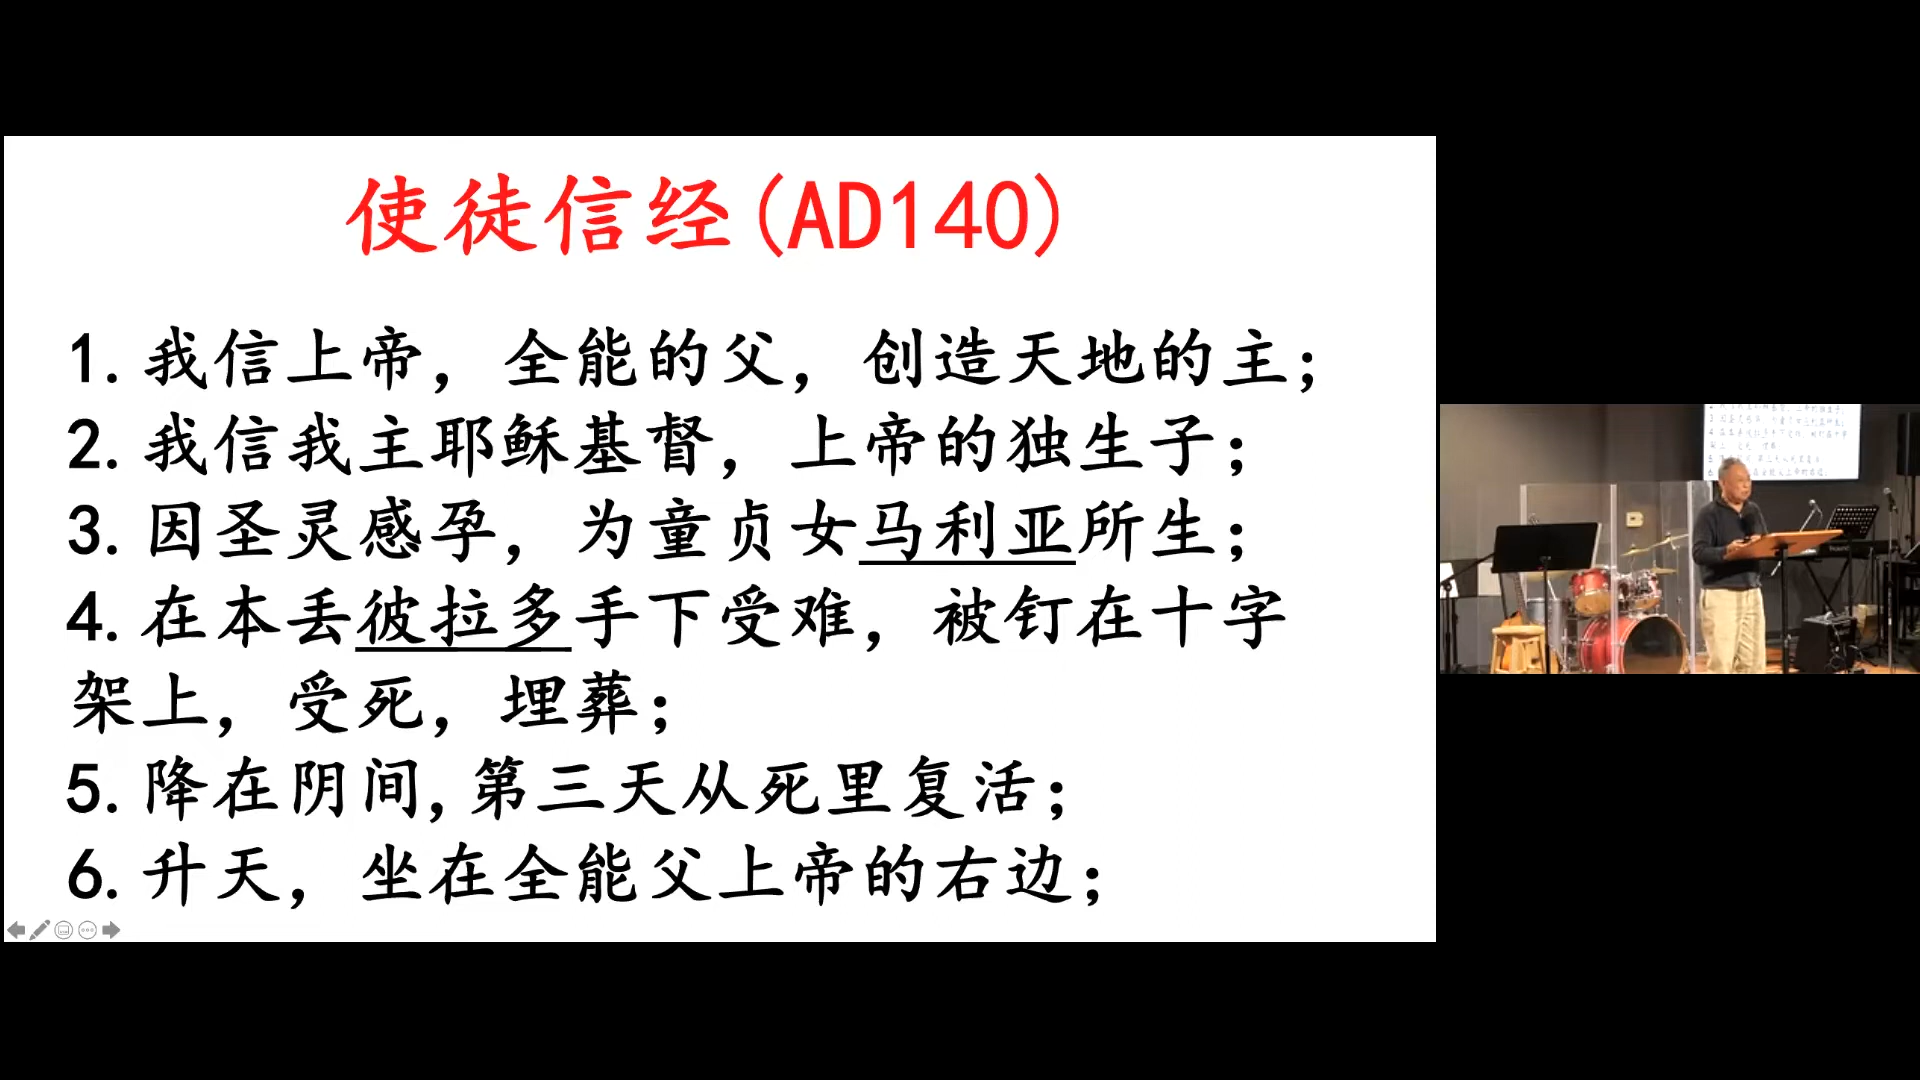 使徒信经(AD140)
1.我信上帝，全能的父，创造天地的主；
2.我信我主耶稣基督，上帝的独生子；
3.因圣灵感孕，为童贞女马利亚所生；
4.在本丢彼拉多手下受难，被钉在十字
架上，受死，埋葬；
5.降在阴间,第三天从死里复活；
6.升天，坐在全能父上帝的右边；